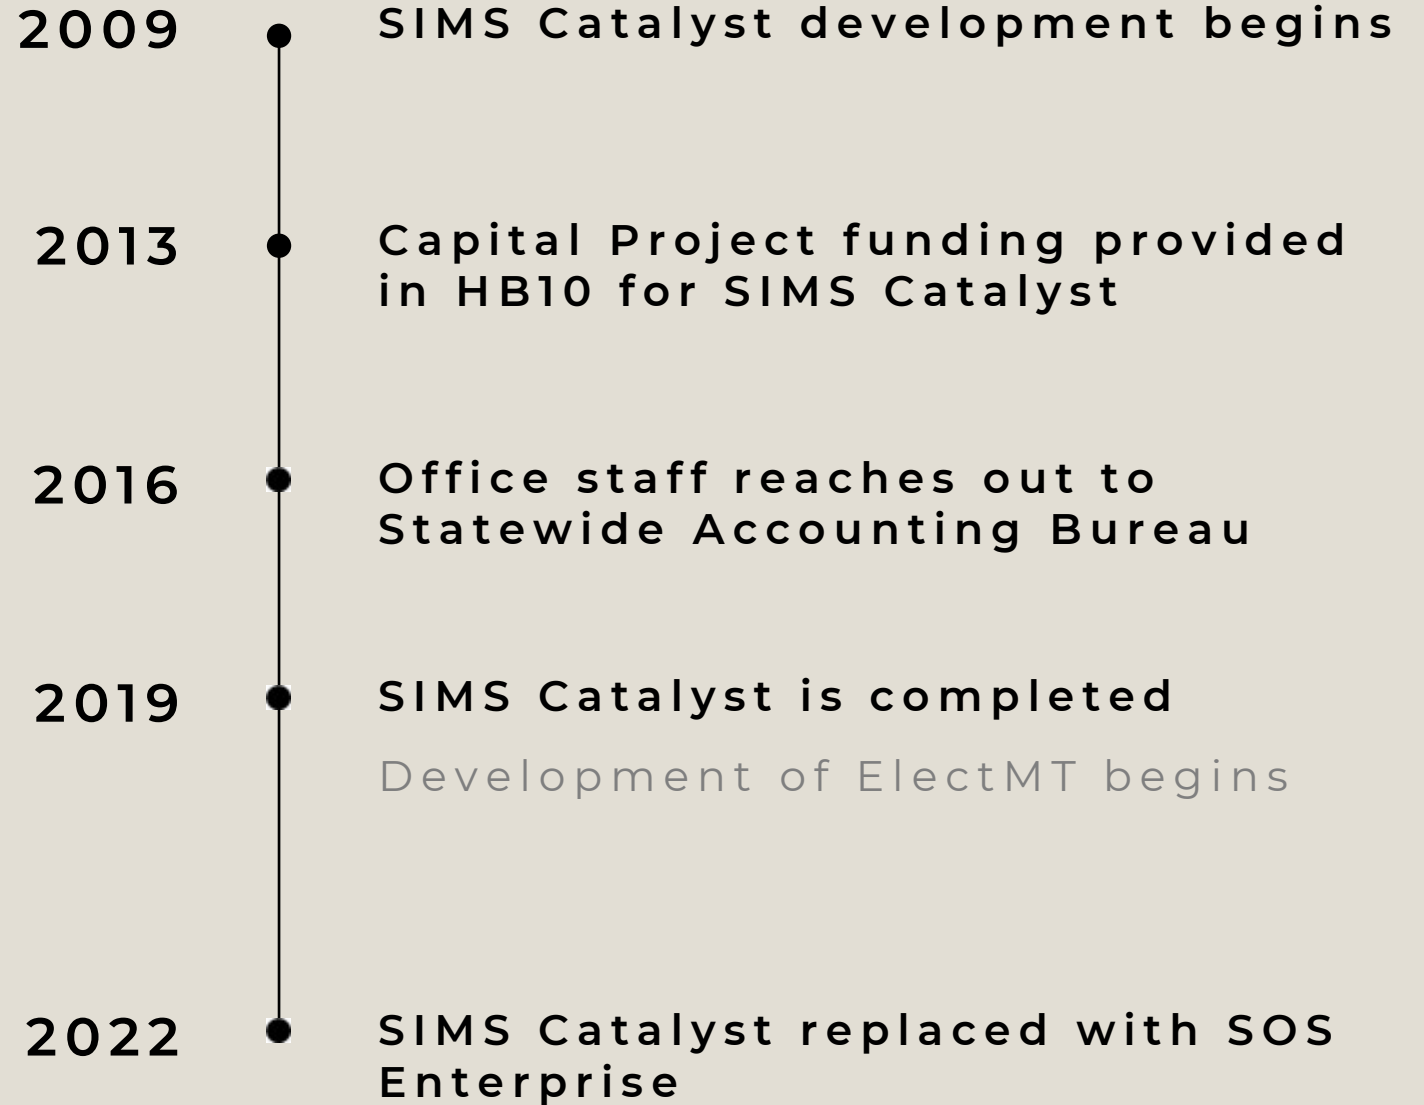 2009 SIMS Catalyst development begins
2013 Capital Project funding provided
in HB10 for SIMS Catalyst
2016 Office staff reaches out to
Statewide Accounting Bureau
2019 SIMS Catalyst is completed
Development of ElectMT begins
2022 SIMS Catalyst replaced with SOS
Enterprise